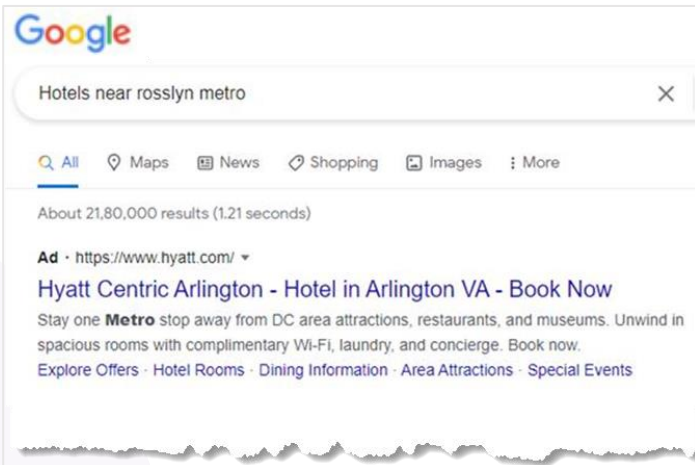 Google
Hotels near rosslyn metro
All Maps News Shopping Images More
About 21,80,000 results (1.21 seconds)
Ad · https://www.hyatt.com/
Hyatt Centric Arlington - Hotel in Arlington VA - Book Now
Stay one Metro stop away from DC area attractions, restaurants, and museums. Unwind in
spacious rooms with complimentary Wi-Fi, laundry, and concierge. Book now.
Explore Offers · Hotel Rooms · Dining Information · Area Attractions · Special Events